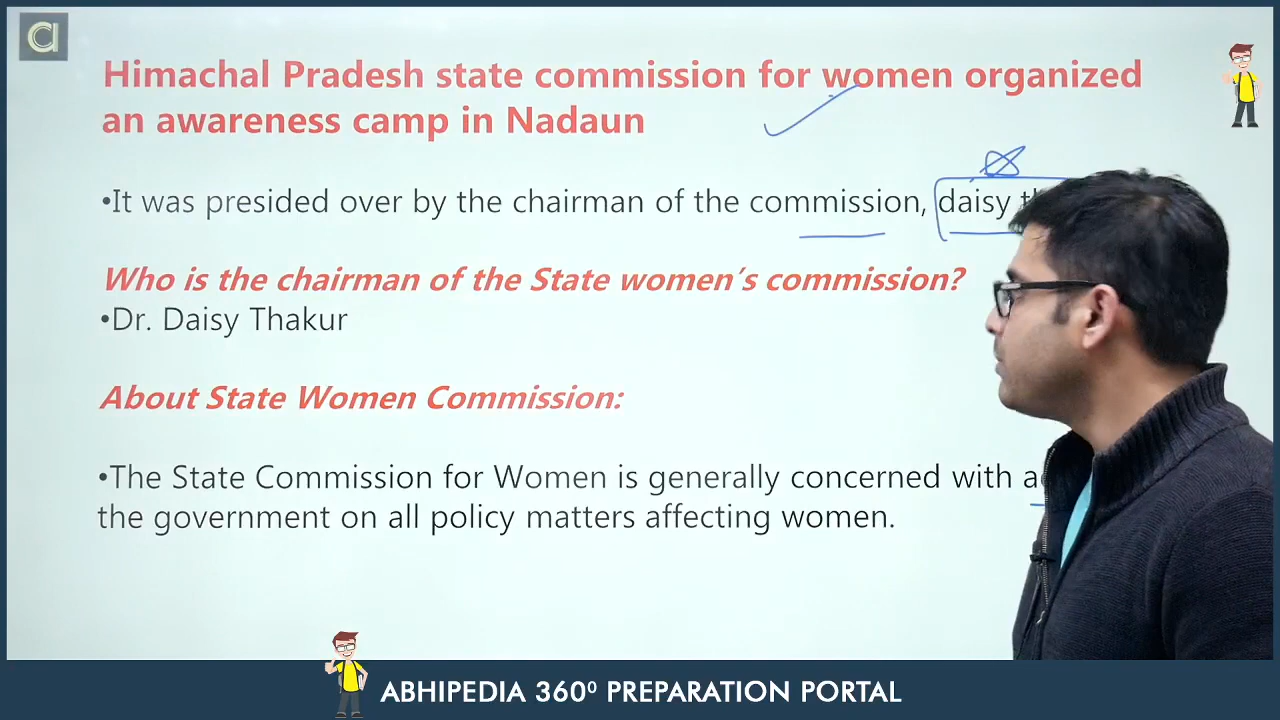 Himachal Pradesh state commission for women organized
an awareness camp in Nadaun
•It was presided over by the chairman of the commission, daisy
Who is the chairman of the State women's commission?
•Dr. Daisy Thakur
About State Women Commission:
•The State Commission for Women is generally concerned with
the government on all policy matters affecting women.
ABHIPEDIA 360⁰ PREPARATION PORTAL